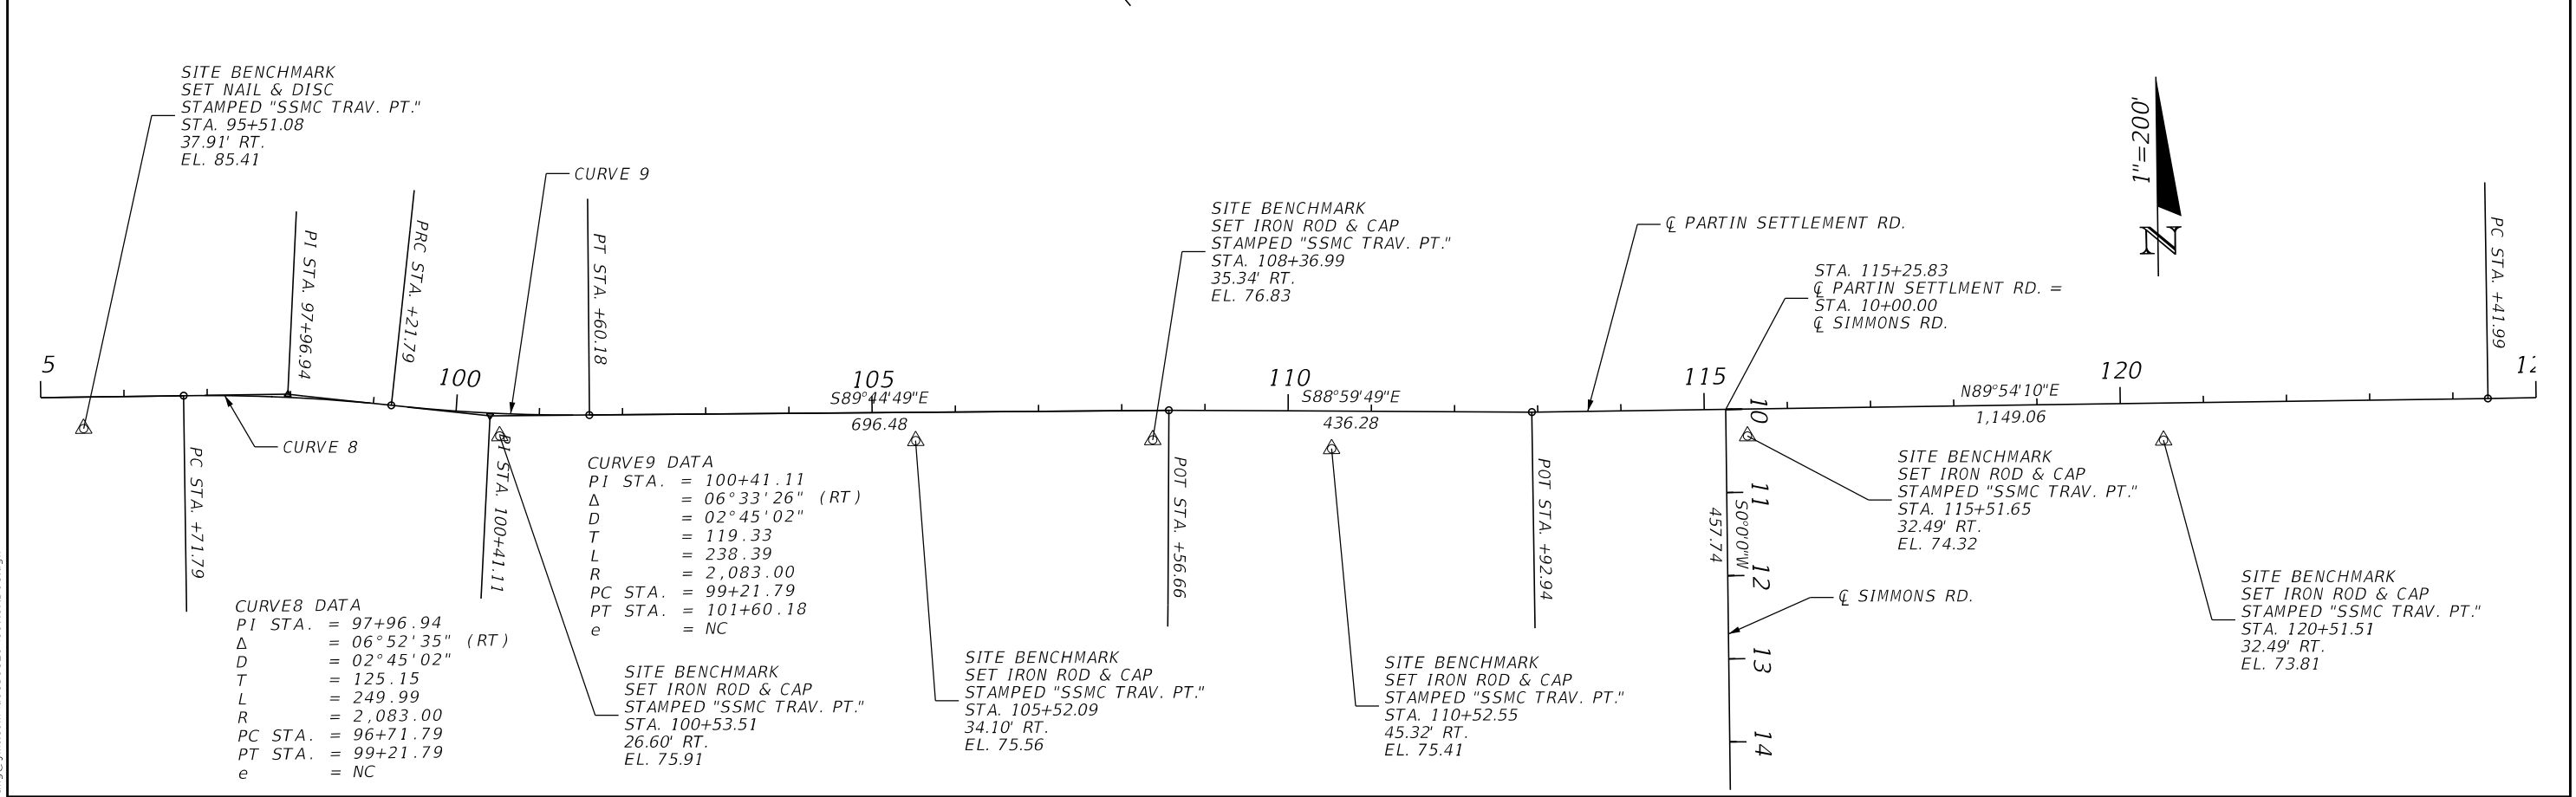 SITE BENCHMARK
SET NAIL & DISC
STAMPED "SSMC TRAV. PT."
STA. 95+51.08
37.91' RT.
EL. 85.41
PI STA. 97+96.94
PRC STA. +21.79
CURVE 9
PT STA. +60.18
SITE BENCHMARK
SET IRON ROD & CAP
STAMPED "SSMC TRAV. PT."
STA. 108+36.99
35.34' RT.
EL. 76.83
℄ PARTIN SETTLEMENT RD.
STA. 115+25.83
℄ PARTIN SETTLMENT RD. =
STA. 10+00.00
℄ SIMMONS RD.
1"=200'
N
PC STA. +41.99
5
100
105
110
115
120
12
S89°44'49"E
696.48
S88°59'49"E
436.28
N89°54'10"E
1,149.06
CURVE 8
PC STA. +71.79
PI STA. 100+41.11
POT STA. +56.66
POT STA. +92.94
CURVE8 DATA
PI STA. = 97+96.94
Δ = 06°52'35" (RT)
D = 02°45'02"
T = 125.15
L = 249.99
R = 2,083.00
PC STA. = 96+71.79
PT STA. = 99+21.79
e = NC
CURVE9 DATA
PI STA. = 100+41.11
Δ = 06°33'26" (RT)
D = 02°45'02"
T = 119.33
L = 238.39
R = 2,083.00
PC STA. = 99+21.79
PT STA. = 101+60.18
e = NC
SITE BENCHMARK
SET IRON ROD & CAP
STAMPED "SSMC TRAV. PT."
STA. 100+53.51
26.60' RT.
EL. 75.91
SITE BENCHMARK
SET IRON ROD & CAP
STAMPED "SSMC TRAV. PT."
STA. 105+52.09
34.10' RT.
EL. 75.56
SITE BENCHMARK
SET IRON ROD & CAP
STAMPED "SSMC TRAV. PT."
STA. 110+52.55
45.32' RT.
EL. 75.41
10
11
12
13
14
S0°0'0"W
457.74
℄ SIMMONS RD.
SITE BENCHMARK
SET IRON ROD & CAP
STAMPED "SSMC TRAV. PT."
STA. 115+51.65
32.49' RT.
EL. 74.32
SITE BENCHMARK
SET IRON ROD & CAP
STAMPED "SSMC TRAV. PT."
STA. 120+51.51
32.49' RT.
EL. 73.81